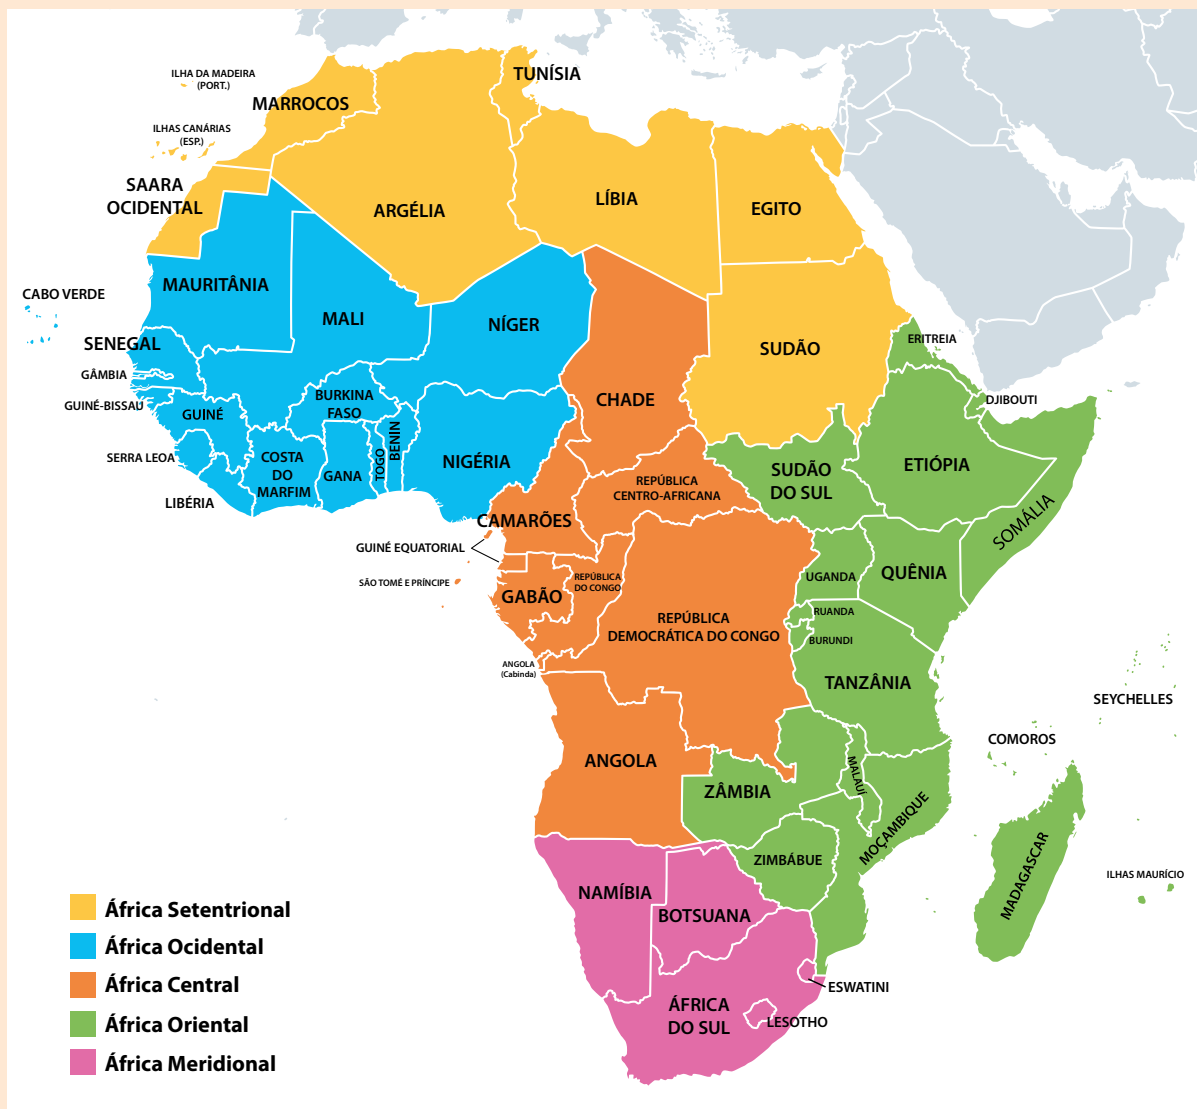 TUNÍSIA
ILHA DA MADEIRA
(PORT.)
MARROCOS
ILHAS CANÁRIAS
(ESP.)
SAARA
OCIDENTAL
ARGÉLIA
LÍBIA
EGITO
MAURITÂNIA
CABO VERDE
MALI
NÍGER
SUDÃO
ERITREIA
SENEGAL
GÂMBIA
GUINÉ-BISSAU
GUINÉ
BURKINA
FASO
CHADE
DJIBOUTI
SERRA LEOA
COSTA
DO
MARFIM
GANA
TOGO
BENIN
NIGÉRIA
LIBÉRIA
REPÚBLICA
CENTRO-AFRICANA
SUDÃO
DO SUL
ETIÓPIA
SOMÁLIA
CAMARÕES
GUINÉ EQUATORIAL
SÃO TOMÉ E PRÍNCIPE
GABÃO
REPÚBLICA
DO CONGO
UGANDA
QUÊNIA
RUANDA
REPÚBLICA
DEMOCRÁTICA DO CONGO
BURUNDI
ANGOLA
(Cabinda)
TANZÂNIA
SEYCHELLES
COMOROS
ANGOLA
ZÂMBIA
MALAUÍ
MOÇAMBIQUE
MADAGASCAR
ZIMBÁBUE
ILHAS MAURÍCIO
NAMÍBIA
BOTSUANA
ESWATINI
ÁFRICA
DO SUL
LESOTHO
África Setentrional
África Ocidental
África Central
África Oriental
África Meridional